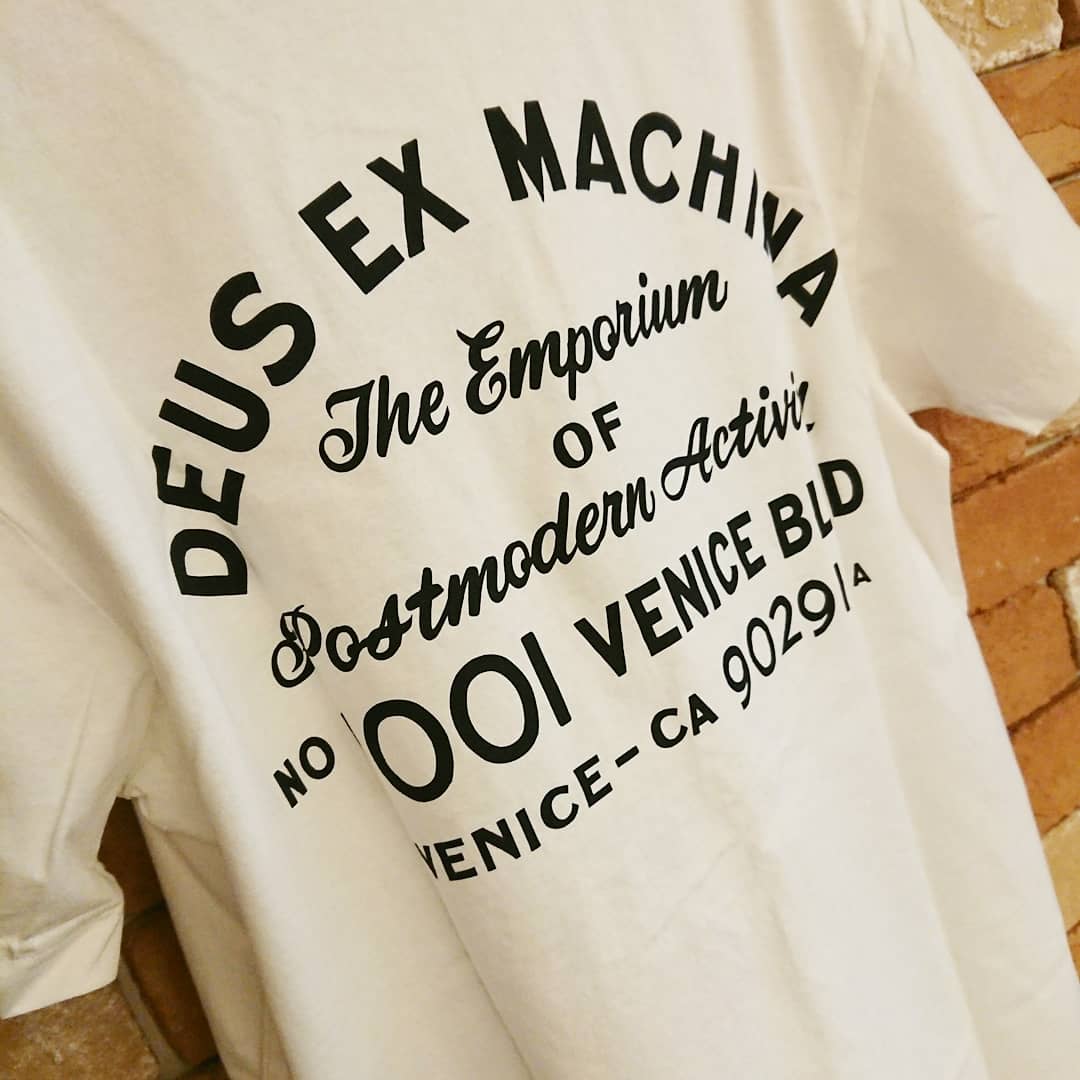 DEUS EX MACHINA
The Emporium
OF
Postmodern
NO 1001 VENICE BLD
VENICE-CA 90291/A